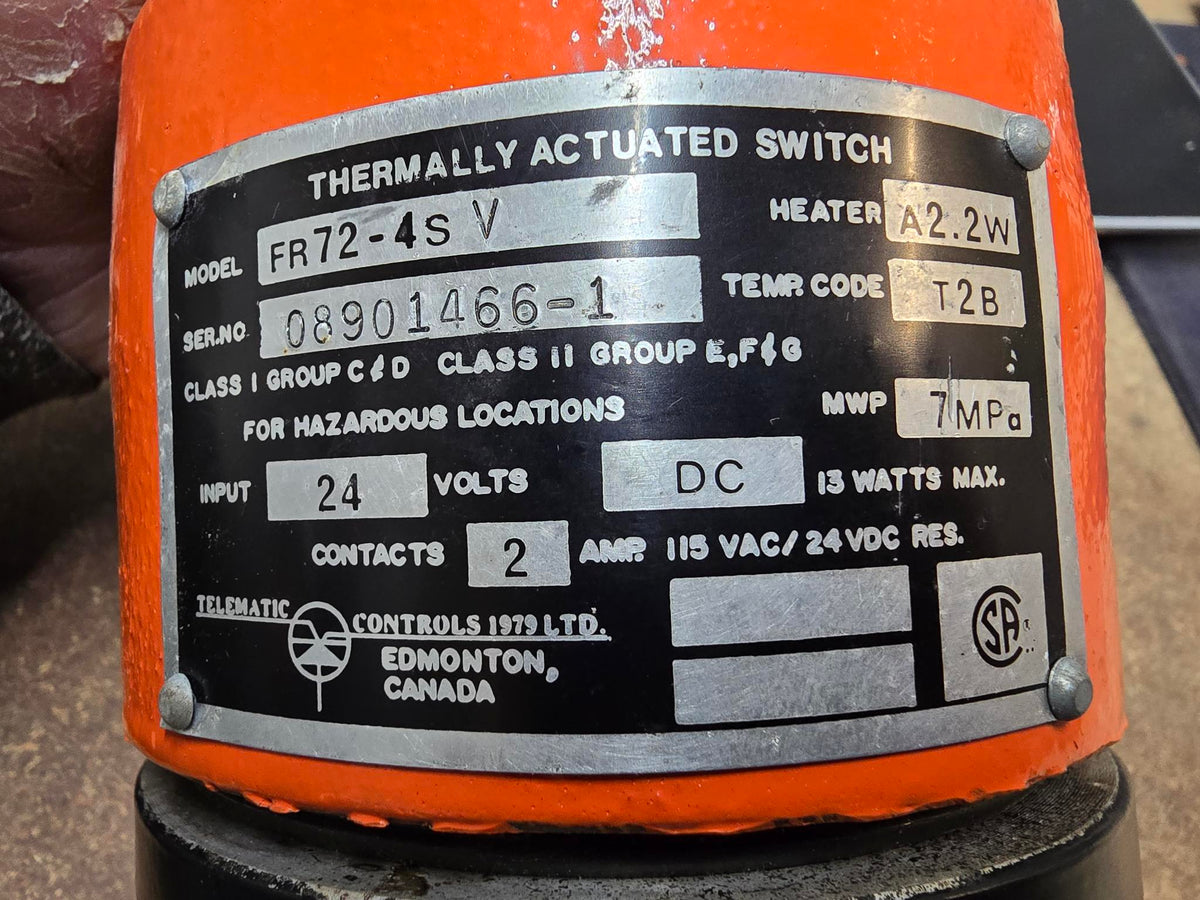 THERMALLY ACTUATED SWITCH
MODEL FR72-4S V HEATER A2.2W
SER.NO. 08901466-1 TEMP. CODE T2B
CLASS I GROUP C & D CLASS II GROUP E, F & G
FOR HAZARDOUS LOCATIONS MWP 7MPa
INPUT 24 VOLTS DC 13 WATTS MAX.
CONTACTS 2 AMP. 115 VAC/24VDC RES.
TELEMATIC CONTROLS 1979 LTD.
EDMONTON,
CANADA
SA ®